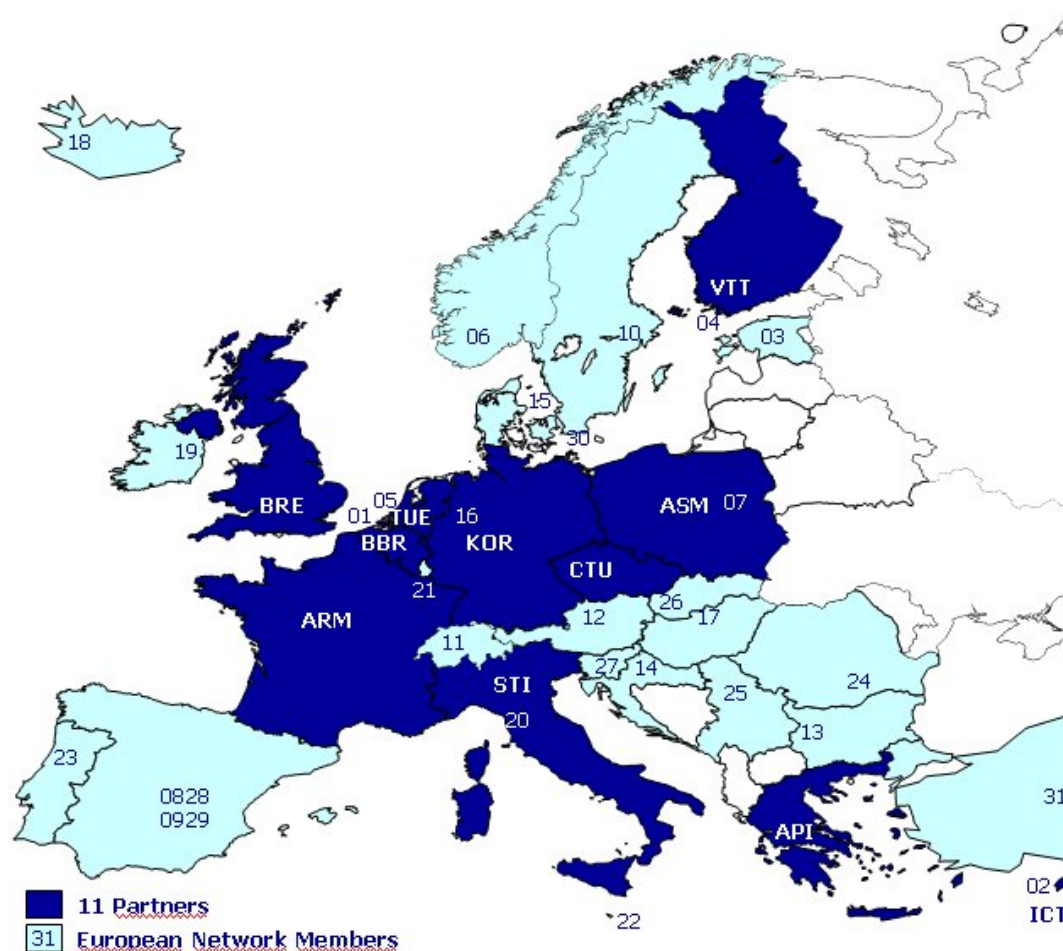 18
VTT
04
06
10
03
15
19
30
05
01
BRE
TUE
16
ASM 07
BBR
KOR
CTU
21
26
12
17
ARM
11
27 14
STI
24
25
20
13
23
0828
31
0929
API
02
11 Partners
ICT
22
31 European Network Members